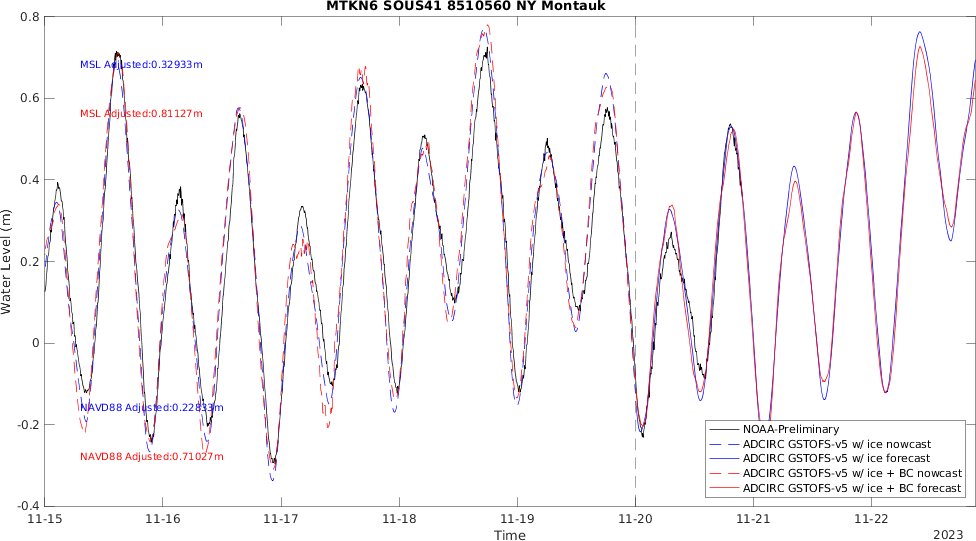 MTKN6 SOUS41 8510560 NY Montauk
0.8
0.6
0.4
0.2
0
-0.2
-0.4
Water Level (m)
MSL Adjusted:0.32933m
MSL Adjusted:0.81127m
NAVD88 Adjusted:0.22833m
NAVD88 Adjusted:0.71027m
NOAA-Preliminary
ADCIRC GSTOFS-v5 w/ ice nowcast
ADCIRC GSTOFS-v5 w/ ice forecast
ADCIRC GSTOFS-v5 w/ ice + BC nowcast
ADCIRC GSTOFS-v5 w/ ice + BC forecast
11-15 11-16 11-17 11-18 11-19 11-20 11-21 11-22
Time
2023